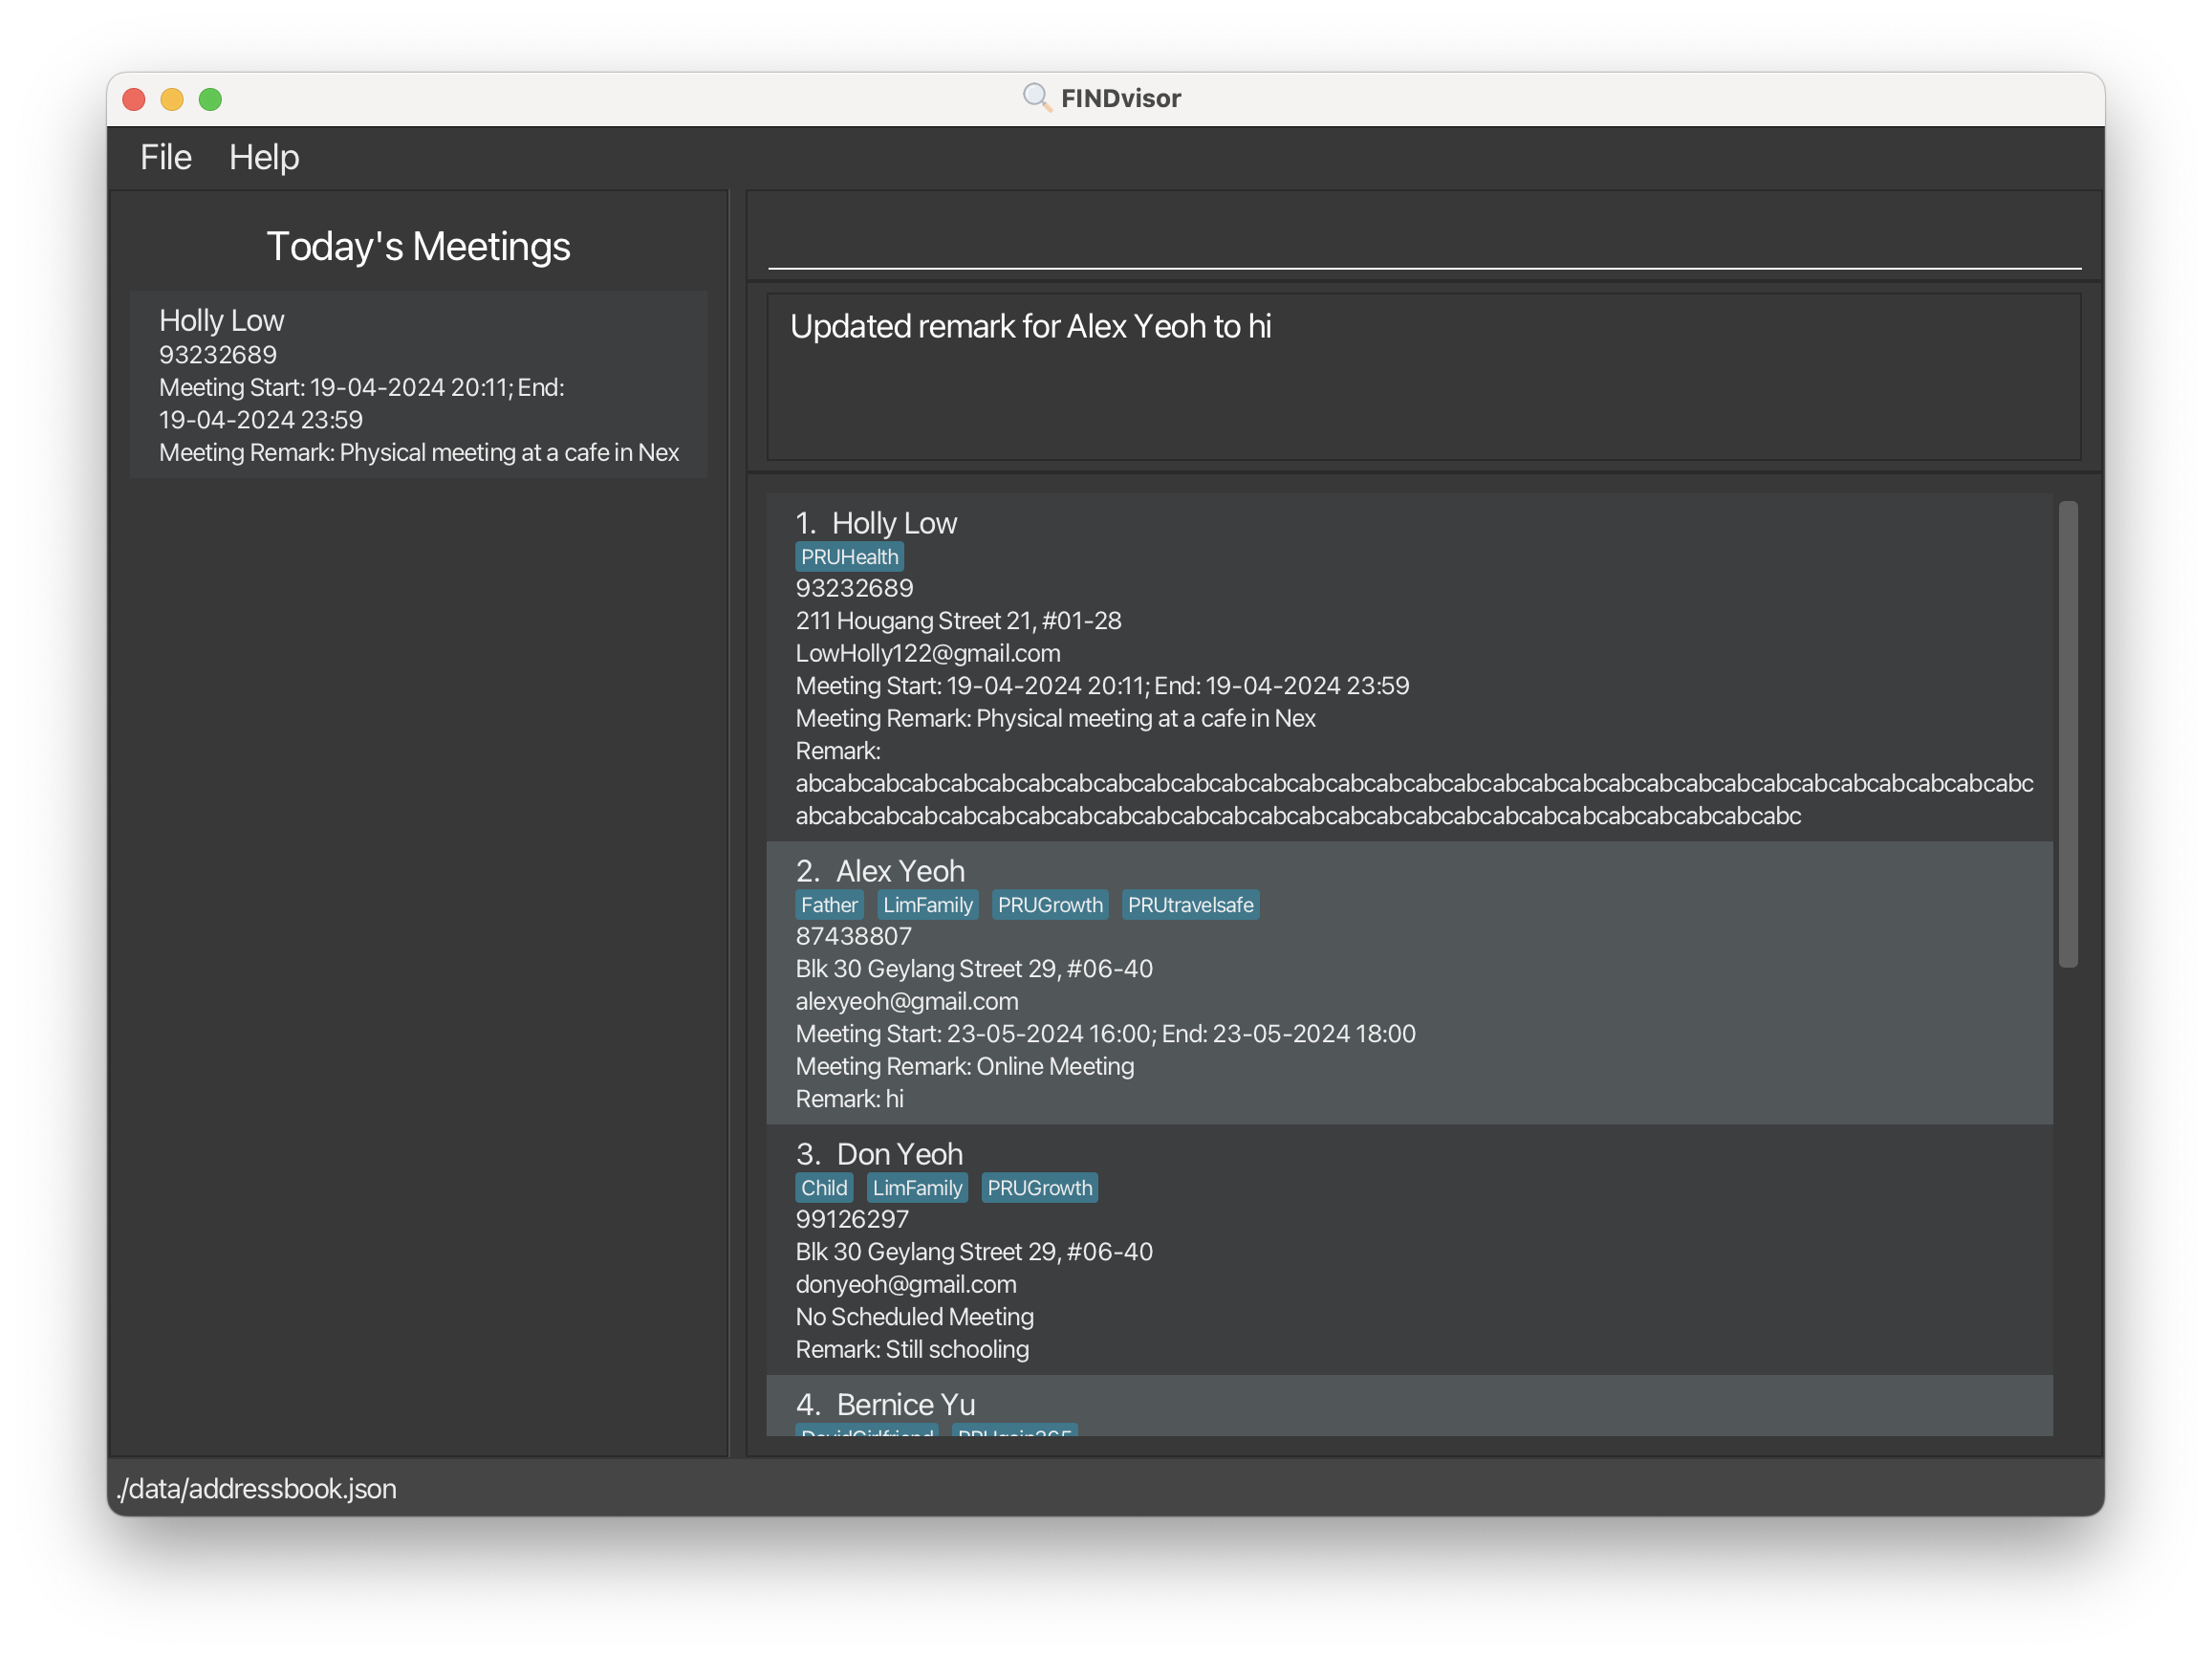 FINDvisor
File Help
Today's Meetings
Holly Low
93232689
Meeting Start: 19-04-2024 20:11; End:
19-04-2024 23:59
Meeting Remark: Physical meeting at a cafe in Nex
Updated remark for Alex Yeoh to hi
1. Holly Low
PRUHealth
93232689
211 Hougang Street 21, #01-28
LowHolly122@gmail.com
Meeting Start: 19-04-2024 20:11; End: 19-04-2024 23:59
Meeting Remark: Physical meeting at a cafe in Nex
Remark:
abcabcabcabcabcabcabcabcabcabcabcabcabcabcabcabcabcabcabcabcabcabcabcabcabcabcabcabcabcabcabcabc
abcabcabcabcabcabcabcabcabcabcabcabcabcabcabcabcabcabcabcabcabcabcabcabcabcabc
2. Alex Yeoh
Father LimFamily PRUGrowth PRUtravelsafe
87438807
Blk 30 Geylang Street 29, #06-40
alexyeoh@gmail.com
Meeting Start: 23-05-2024 16:00; End: 23-05-2024 18:00
Meeting Remark: Online Meeting
Remark: hi
3. Don Yeoh
Child LimFamily PRUGrowth
99126297
Blk 30 Geylang Street 29, #06-40
donyeoh@gmail.com
No Scheduled Meeting
Remark: Still schooling
4. Bernice Yu
DavidGirlfriend PRUgain365
./data/addressbook.json